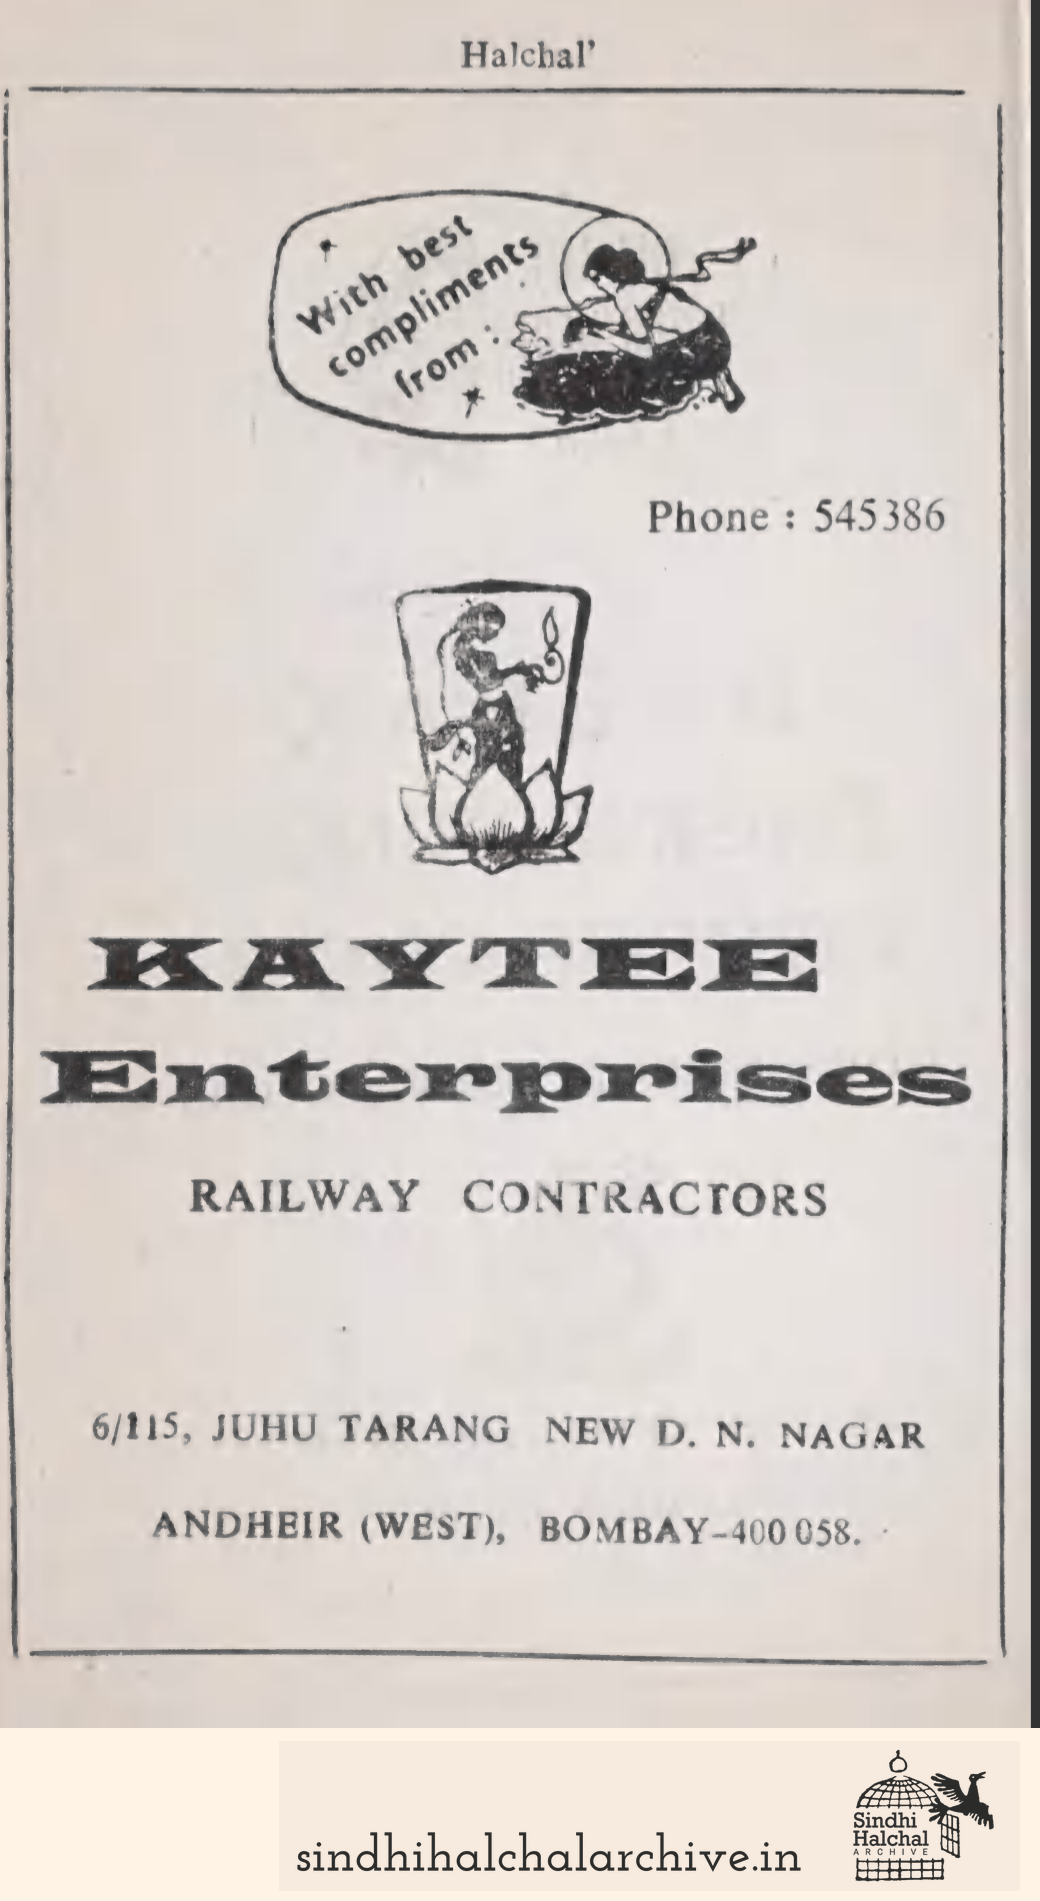 Halchal'
With best
compliments
from :
Phone : 545386
KAYTEE
Enterprises
RAILWAY CONTRACTORS
6/115, JUHU TARANG NEW D. N. NAGAR
ANDHEIR (WEST), BOMBAY-400 058.
sindhihalchalarchive.in
Sindhi
Halchal
ARCHIVE